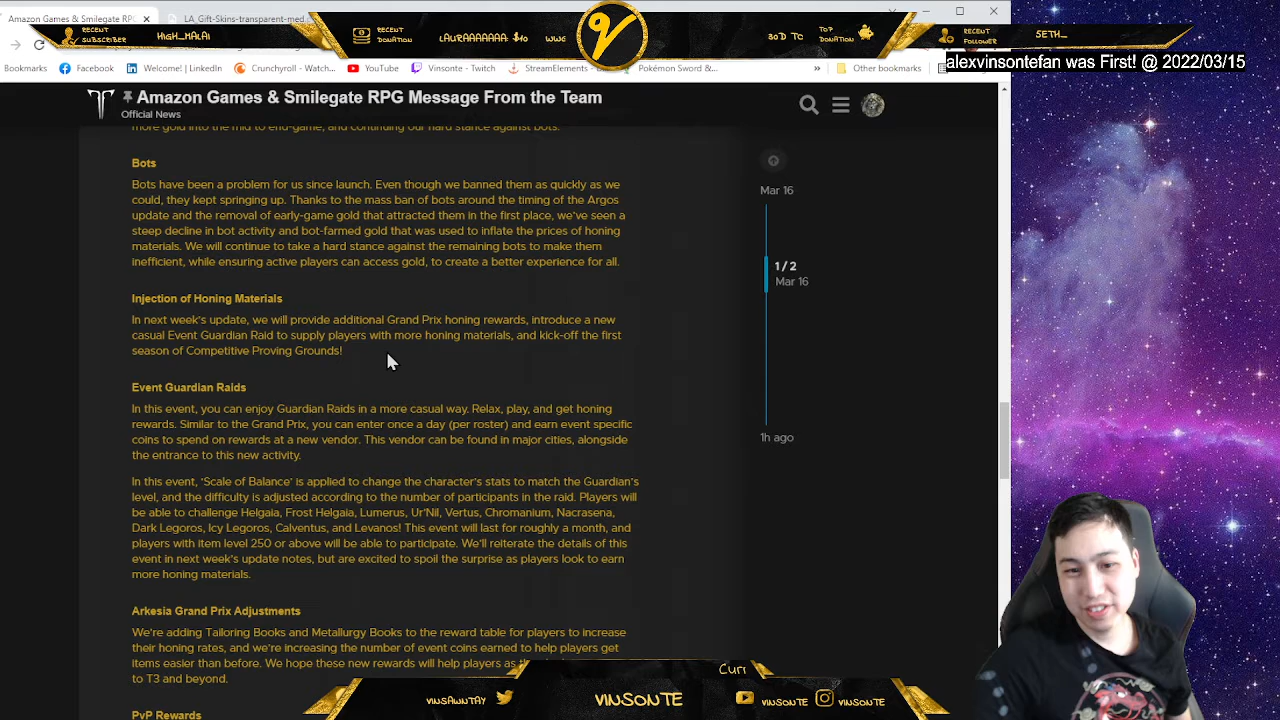 Amazon Games & Smilegate RPG
LA_Gift-Skins-transparent-med
RECENT SUBSCRIBER
HIGH_MALAI
RECENT DONATION
LAURAAAAAAA $10
WWG
V
30D TC
TOP DONATION
RECENT FOLLOWER
SETH_
alexvinsontefan was First! @ 2022/03/15
Bookmarks
Facebook
Welcome! | LinkedIn
Crunchyroll - Watch...
YouTube
Vinsonte - Twitch
StreamElements -
Pokémon Sword &...
»
Other bookmarks
Amazon Games & Smilegate RPG Message From the Team
Official News
more gold into the mid to end-game, and continuing our hard stance against bots.
Bots
Bots have been a problem for us since launch. Even though we banned them as quickly as we
could, they kept springing up. Thanks to the mass ban of bots around the timing of the Argos
update and the removal of early-game gold that attracted them in the first place, we've seen a
steep decline in bot activity and bot-farmed gold that was used to inflate the prices of honing
materials. We will continue to take a hard stance against the remaining bots to make them
inefficient, while ensuring active players can access gold, to create a better experience for all.
Injection of Honing Materials
In next week's update, we will provide additional Grand Prix honing rewards, introduce a new
casual Event Guardian Raid to supply players with more honing materials, and kick-off the first
season of Competitive Proving Grounds!
Event Guardian Raids
In this event, you can enjoy Guardian Raids in a more casual way. Relax, play, and get honing
rewards. Similar to the Grand Prix, you can enter once a day (per roster) and earn event specific
coins to spend on rewards at a new vendor. This vendor can be found in major cities, alongside
the entrance to this new activity.
In this event, 'Scale of Balance' is applied to change the character's stats to match the Guardian's
level, and the difficulty is adjusted according to the number of participants in the raid. Players will
be able to challenge Helgaia, Frost Helgaia, Lumerus, Ur'Nil, Vertus, Chromanium, Nacrasena,
Dark Legoros, Icy Legoros, Calventus, and Levanos! This event will last for roughly a month, and
players with item level 250 or above will be able to participate. We'll reiterate the details of this
event in next week's update notes, but are excited to spoil the surprise as players look to earn
more honing materials.
Arkesia Grand Prix Adjustments
We're adding Tailoring Books and Metallurgy Books to the reward table for players to increase
their honing rates, and we're increasing the number of event coins earned to help players get
items easier than before. We hope these new rewards will help players as
to T3 and beyond.
PvP Rewards
Mar 16
1 / 2
Mar 16
1h ago
Curr
VINSAWNTAY
VINSONTE
VINSONTE
VINSONTE